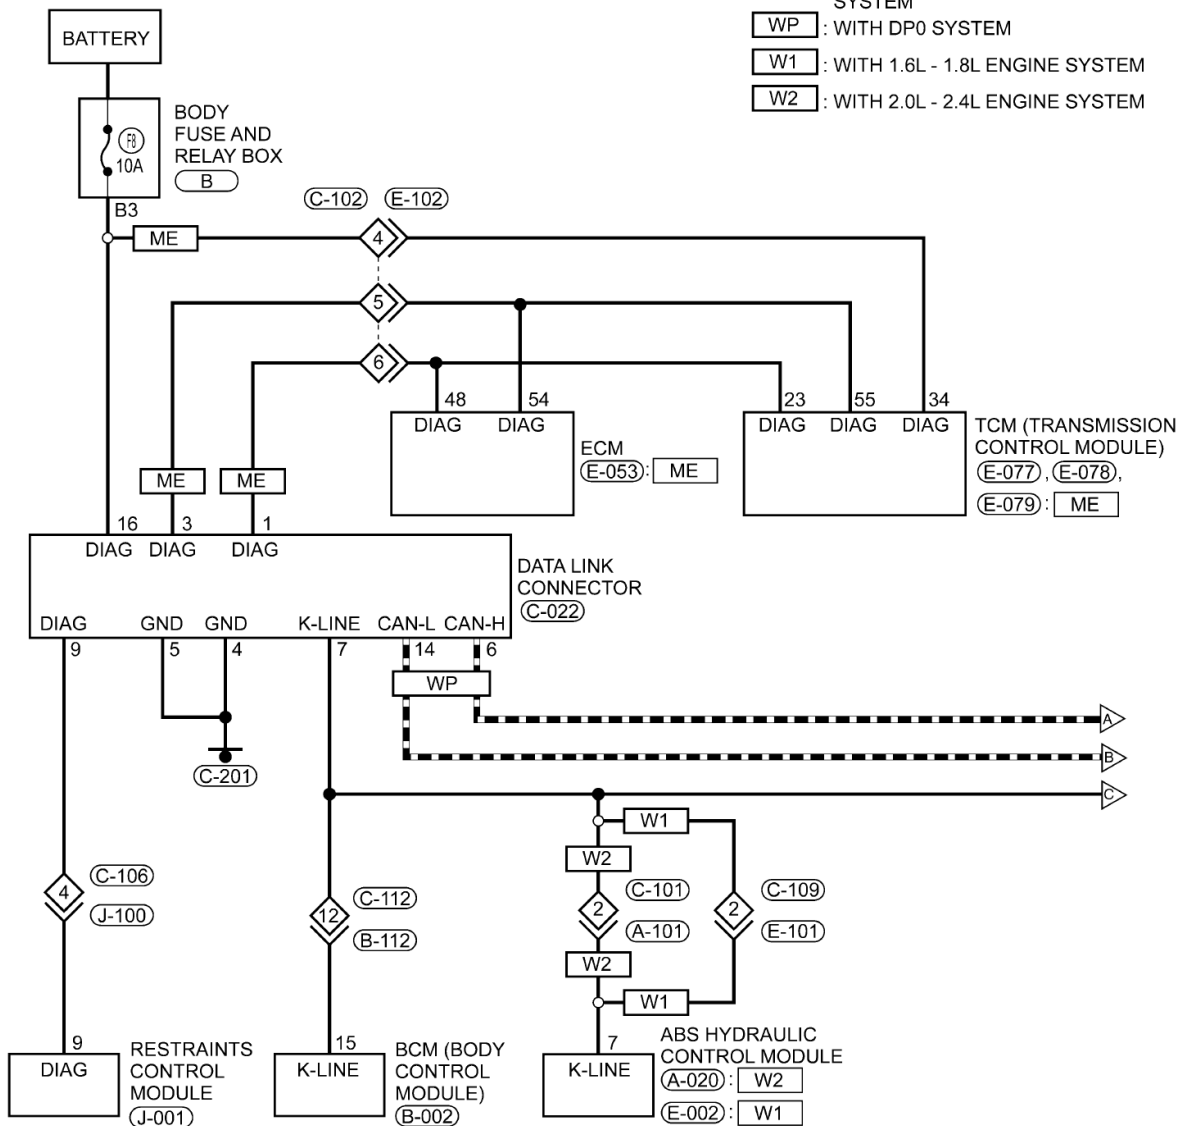 SYSTEM
WP : WITH DP0 SYSTEM
W1 : WITH 1.6L - 1.8L ENGINE SYSTEM
W2 : WITH 2.0L - 2.4L ENGINE SYSTEM
BATTERY
F8
10A
BODY
FUSE AND
RELAY BOX
B
B3
C-102 E-102
ME 4
5
6
48 54
DIAG DIAG
ECM
E-053 : ME
23 55 34
DIAG DIAG DIAG
TCM (TRANSMISSION
CONTROL MODULE)
E-077 , E-078 ,
E-079 : ME
ME ME
16 3 1
DIAG DIAG DIAG
DATA LINK
CONNECTOR
C-022
DIAG GND GND K-LINE CAN-L CAN-H
9 5 4 7 14 6
WP
A
B
C
C-201
W1
W2
4 C-106
J-100
12 C-112
B-112
2 C-101
A-101
2 C-109
E-101
W2
W1
9
DIAG
RESTRAINTS
CONTROL
MODULE
J-001
15
K-LINE
BCM (BODY
CONTROL
MODULE)
B-002
7
K-LINE
ABS HYDRAULIC
CONTROL MODULE
A-020 : W2
E-002 : W1